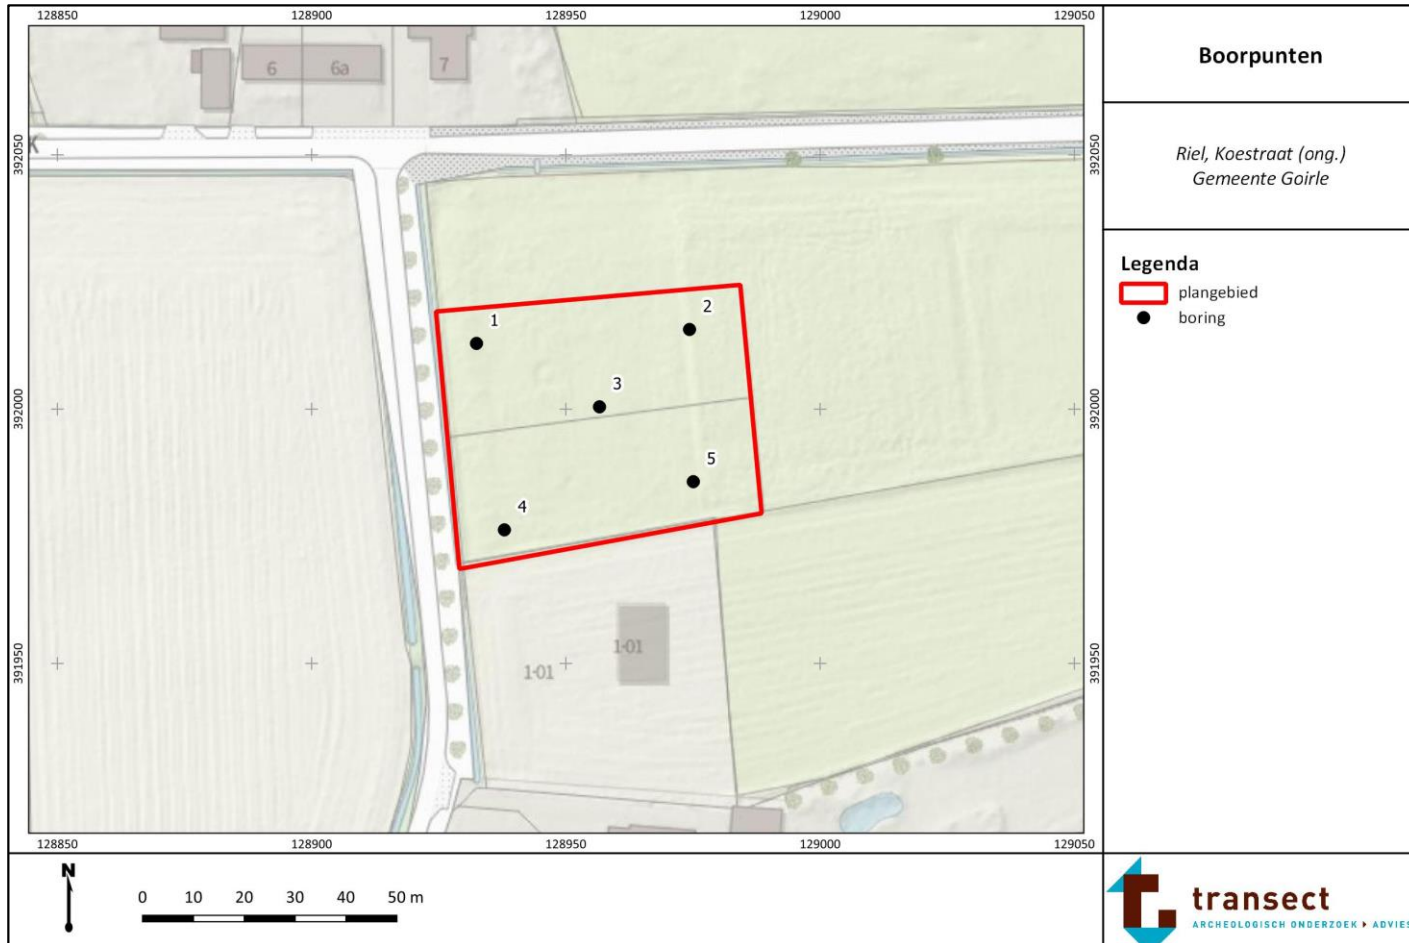 128850 128900 128950 129000 129050
Boorpunten
Riel, Koestraat (ong.)
Gemeente Goirle
Legenda
plangebied
boring
6 6a 7
K
392050 392050
392000 392000
391950 391950
1
2
3
4
5
1-01
1-01
128850 128900 128950 129000 129050
N
0 10 20 30 40 50 m
transect
ARCHEOLOGISCH ONDERZOEK ▸ ADVIES